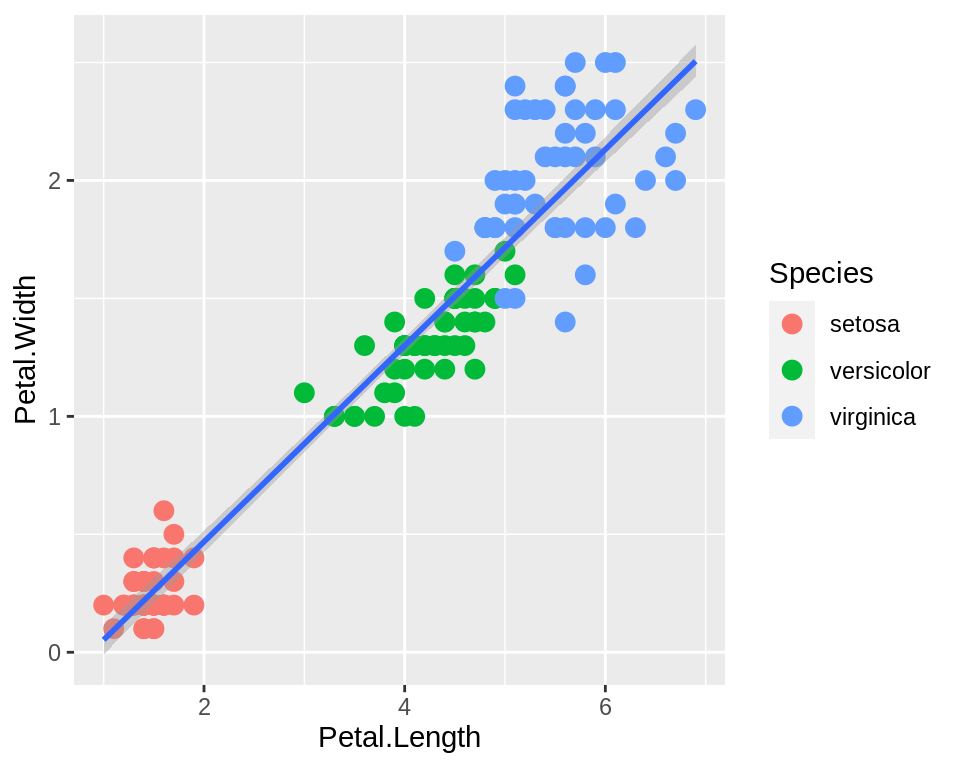 Petal.Width
2
1
0
2
4
6
Petal.Length
Species
setosa
versicolor
virginica